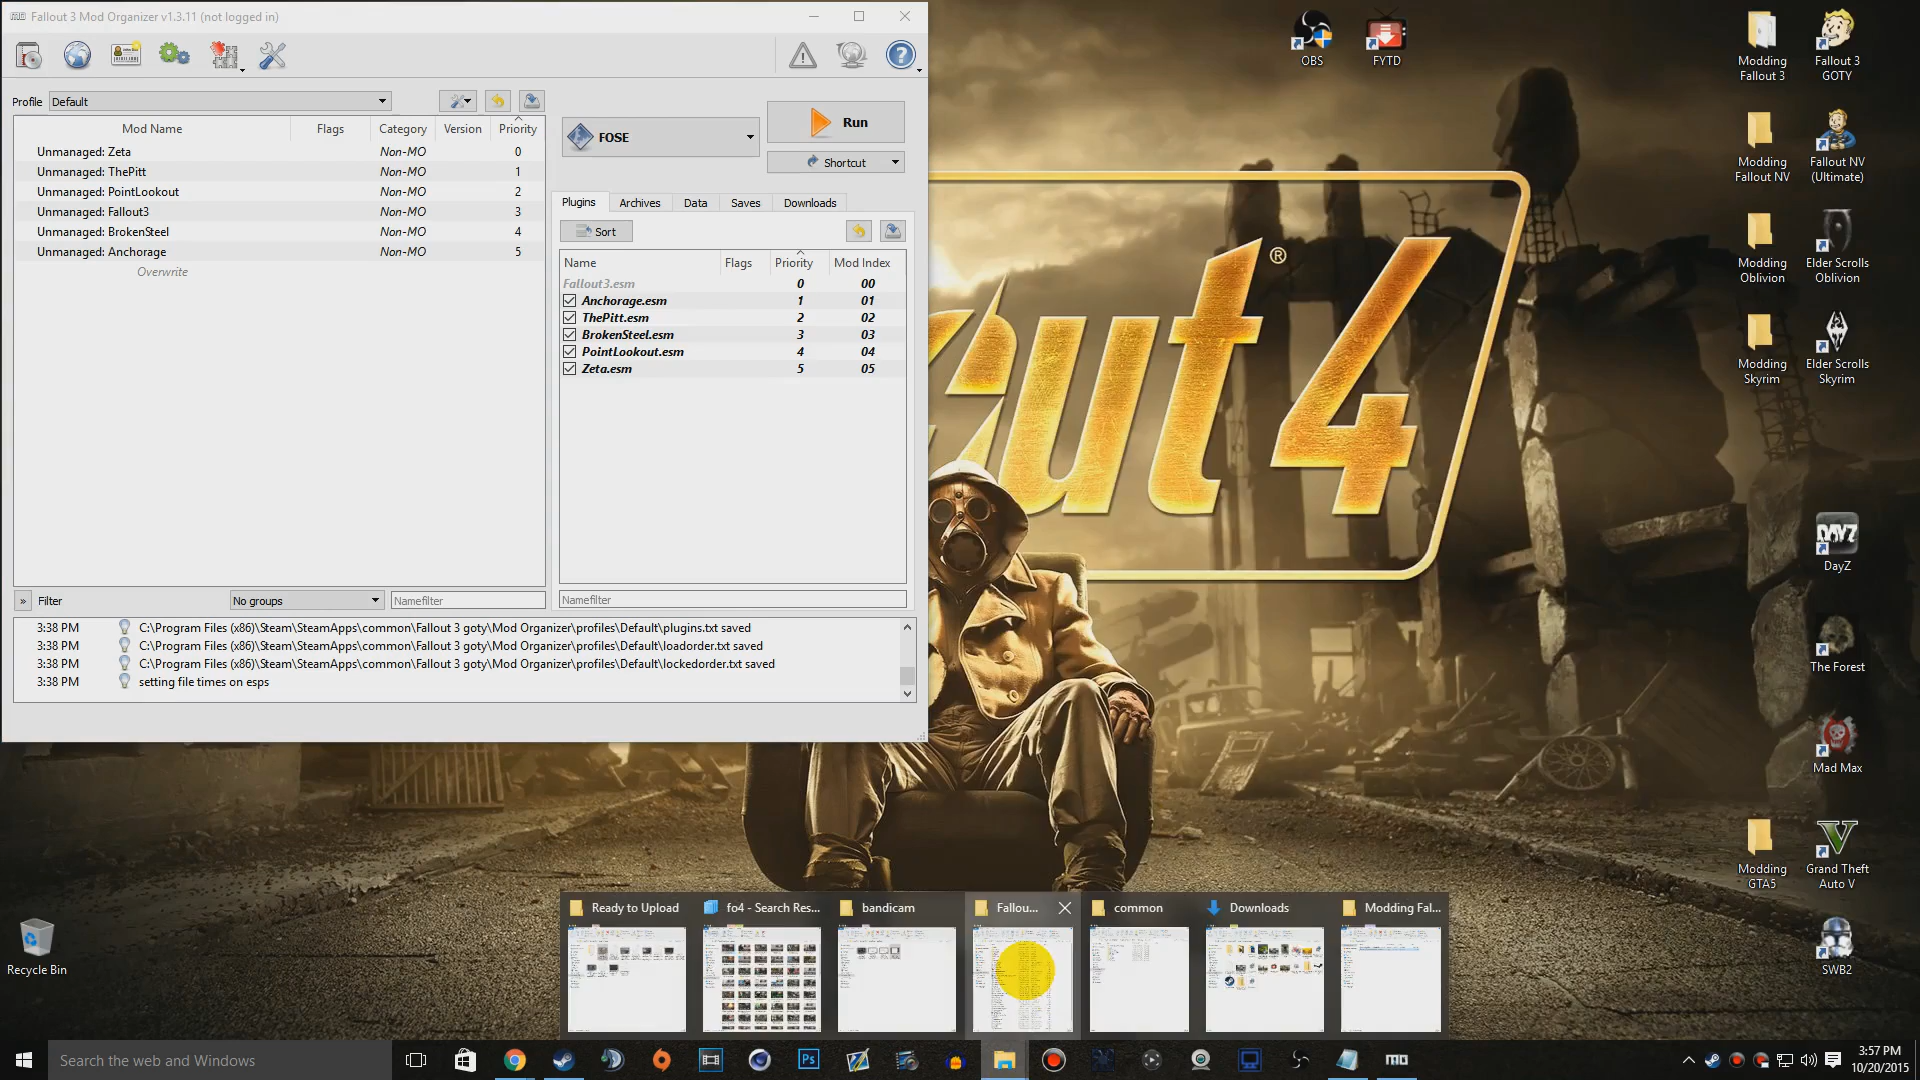 Fallout 3 Mod Organizer v1.3.11 (not logged in)
Profile
Default
Mod Name
Flags
Category
Version
Priority
Unmanaged: Zeta
Non-MO
0
Unmanaged: ThePitt
Non-MO
1
Unmanaged: PointLookout
Non-MO
2
Unmanaged: Fallout3
Non-MO
3
Unmanaged: BrokenSteel
Non-MO
4
Unmanaged: Anchorage
Non-MO
5
Overwrite
» Filter
No groups
Namefilter
FOSE
Run
Shortcut
Plugins
Archives
Data
Saves
Downloads
Sort
Name
Flags
Priority
Mod Index
Fallout3.esm
0
00
Anchorage.esm
1
01
ThePitt.esm
2
02
BrokenSteel.esm
3
03
PointLookout.esm
4
04
Zeta.esm
5
05
Namefilter
3:38 PM C:\Program Files (x86)\Steam\SteamApps\common\Fallout 3 goty\Mod Organizer\profiles\Default\plugins.txt saved
3:38 PM C:\Program Files (x86)\Steam\SteamApps\common\Fallout 3 goty\Mod Organizer\profiles\Default\loadorder.txt saved
3:38 PM C:\Program Files (x86)\Steam\SteamApps\common\Fallout 3 goty\Mod Organizer\profiles\Default\lockedorder.txt saved
3:38 PM setting file times on esps
out 4
®
OBS
FYTD
Modding
Fallout 3
Fallout 3
GOTY
Modding
Fallout NV
Fallout NV
(Ultimate)
Modding
Oblivion
Elder Scrolls
Oblivion
Modding
Skyrim
Elder Scrolls
Skyrim
DAYZ
DayZ
The Forest
Mad Max
Modding
GTA5
Grand Theft
Auto V
SWB2
Recycle Bin
Ready to Upload
fo4 - Search Res...
bandicam
Fallou...
common
Downloads
Modding Fal...
Search the web and Windows
Ps
MO
3:57 PM
10/20/2015